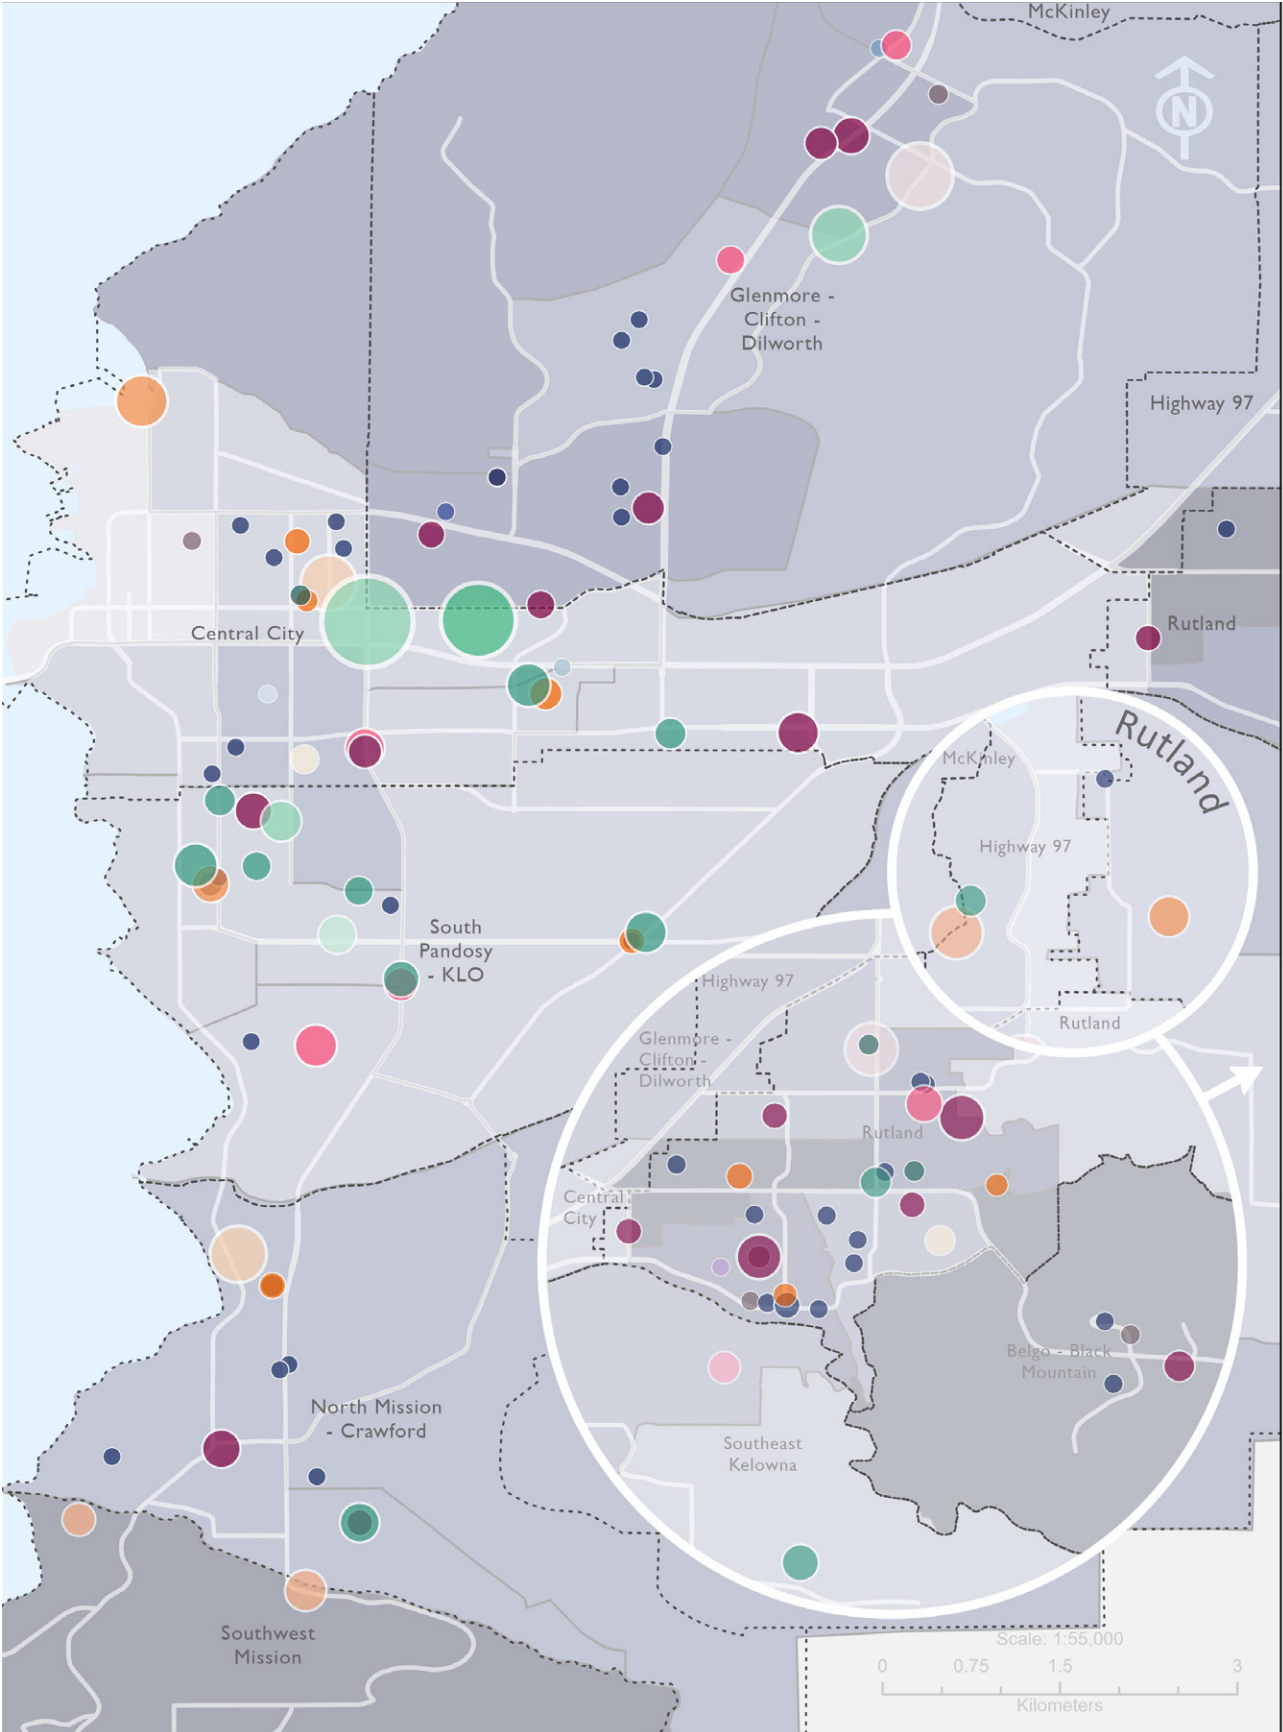 McKinley
N
Glenmore -
Clifton -
Dilworth
Highway 97
Central City
Rutland
Rutland
McKinley
Highway 97
Rutland
South
Pandosy
- KLO
Highway 97
Glenmore -
Clifton -
Dilworth
Rutland
Central
City
Belgo - Black
Mountain
Southeast
Kelowna
North Mission
- Crawford
Southwest
Mission
Scale: 1:55,000
0 0.75 1.5 3
Kilometers